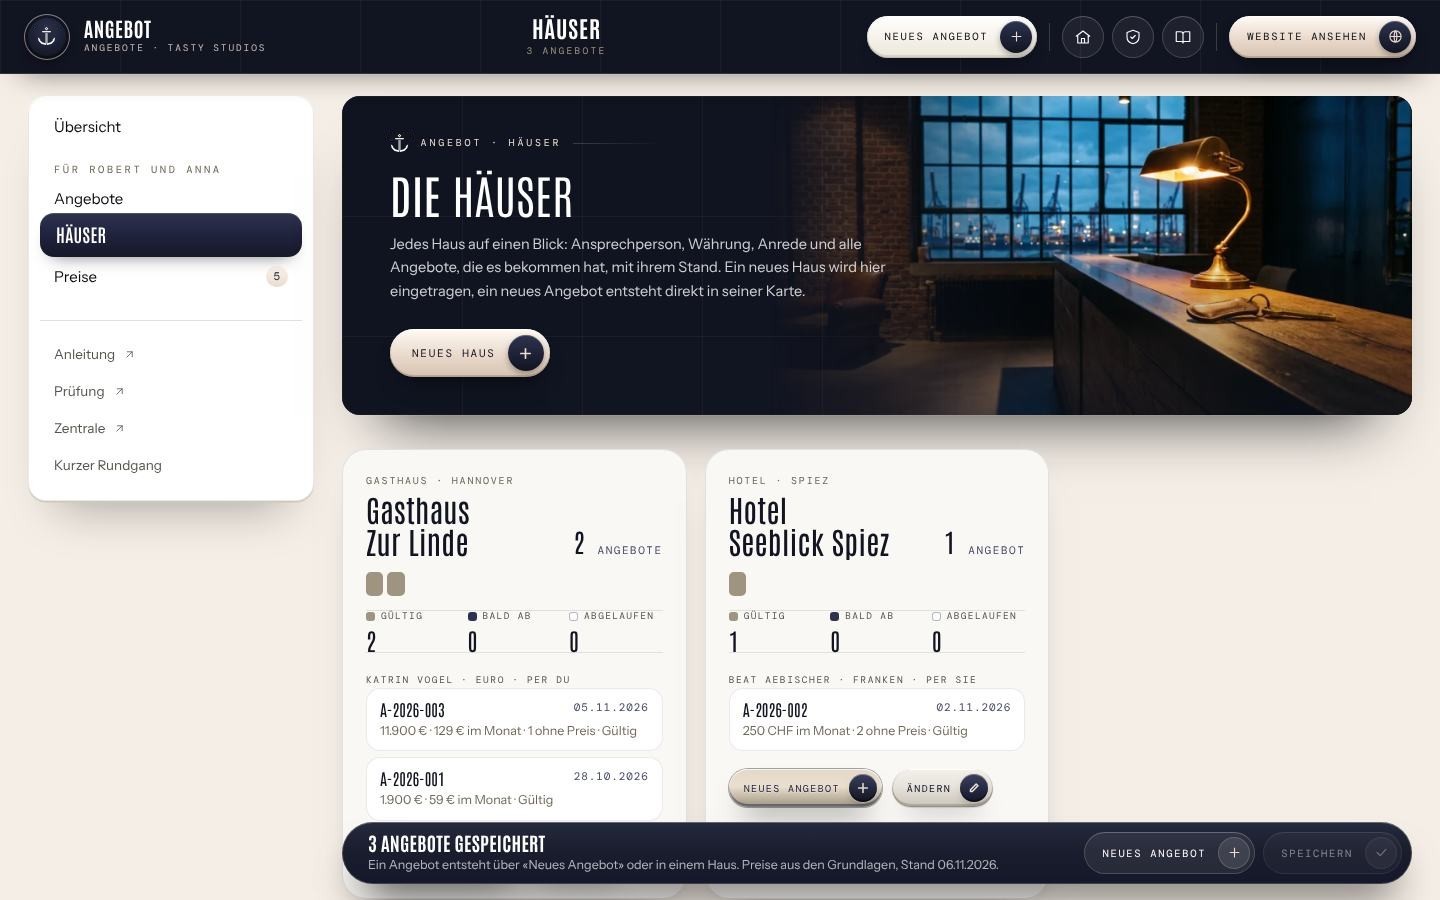 ANGEBOT
ANGEBOTE · TASTY STUDIOS
HÄUSER
3 ANGEBOTE
NEUES ANGEBOT
WEBSITE ANSEHEN
Übersicht
FÜR ROBERT UND ANNA
Angebote
HÄUSER
Preise 5
Anleitung
Prüfung
Zentrale
Kurzer Rundgang
ANGEBOT · HÄUSER
DIE HÄUSER
Jedes Haus auf einen Blick: Ansprechperson, Währung, Anrede und alle
Angebote, die es bekommen hat, mit ihrem Stand. Ein neues Haus wird hier
eingetragen, ein neues Angebot entsteht direkt in seiner Karte.
NEUES HAUS
GASTHAUS · HANNOVER
Gasthaus
Zur Linde
2 ANGEBOTE
GÜLTIG BALD AB ABGELAUFEN
2 0 0
KATRIN VOGEL · EURO · PER DU
A-2026-003 05.11.2026
11.900 € · 129 € im Monat · 1 ohne Preis · Gültig
A-2026-001 28.10.2026
1.900 € · 59 € im Monat · Gültig
HOTEL · SPIEZ
Hotel
Seeblick Spiez
1 ANGEBOT
GÜLTIG BALD AB ABGELAUFEN
1 0 0
BEAT AEBISCHER · FRANKEN · PER SIE
A-2026-002 02.11.2026
250 CHF im Monat · 2 ohne Preis · Gültig
NEUES ANGEBOT
ÄNDERN
3 ANGEBOTE GESPEICHERT
Ein Angebot entsteht über «Neues Angebot» oder in einem Haus. Preise aus den Grundlagen, Stand 06.11.2026.
NEUES ANGEBOT
SPEICHERN